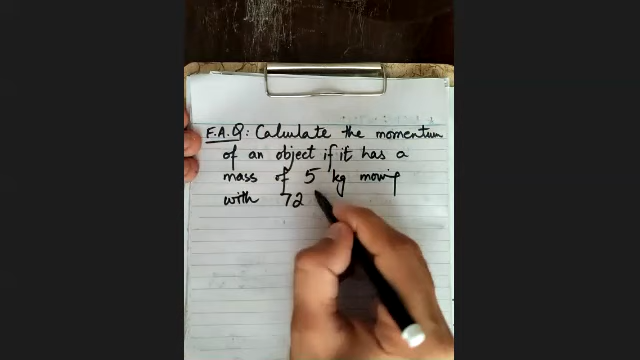 F.A.Q: Calculate the momentum
of an object if it has a
mass of 5 kg moving
with 72